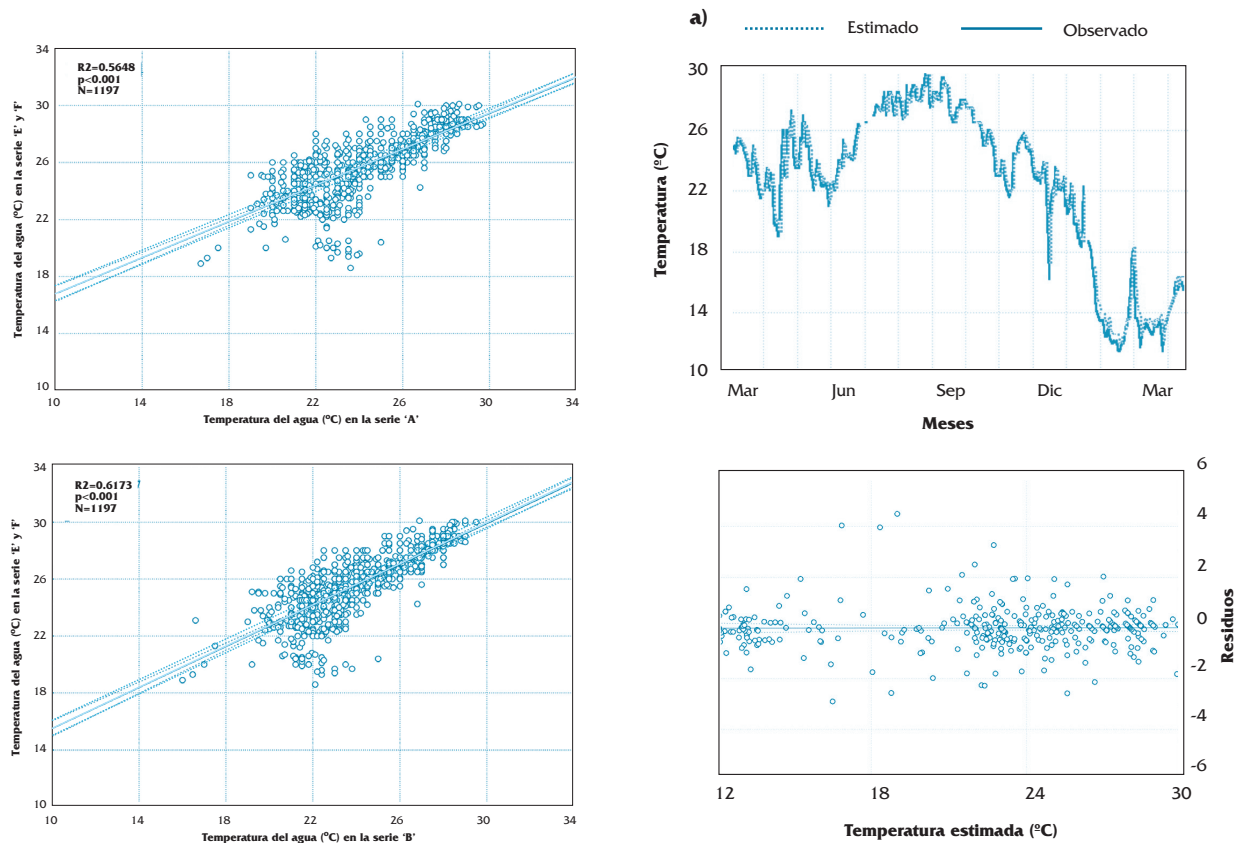 34
30
26
22
18
14
10
R2=0.5648
p<0.001
N=1197
Temperatura del agua (ºC) en la serie 'E' y 'F'
10 14 18 22 26 30 34
Temperatura del agua (ºC) en la serie 'A'
a)
Estimado Observado
30
26
22
18
14
10
Temperatura (ºC)
Mar Jun Sep Dic Mar
Meses
34
30
26
22
18
14
10
R2=0.6173
p<0.001
N=1197
Temperatura del agua (ºC) en la serie 'E' y 'F'
10 14 18 22 26 30 34
Temperatura del agua (ºC) en la serie 'B'
6
4
2
0
-2
-4
-6
Residuos
12 18 24 30
Temperatura estimada (ºC)